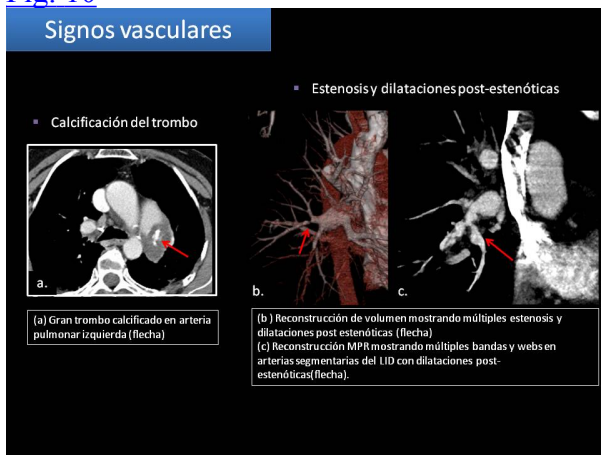 Fig. 10
Signos vasculares
▪ Estenosis y dilataciones post-estenóticas
▪ Calcificación del trombo
a.
b.
c.
(a) Gran trombo calcificado en arteria
pulmonar izquierda (flecha)
(b) Reconstrucción de volumen mostrando múltiples estenosis y
dilataciones post estenóticas (flecha)
(c) Reconstrucción MPR mostrando múltiples bandas y webs en
arterias segmentarias del LID con dilataciones post-
estenóticas(flecha).